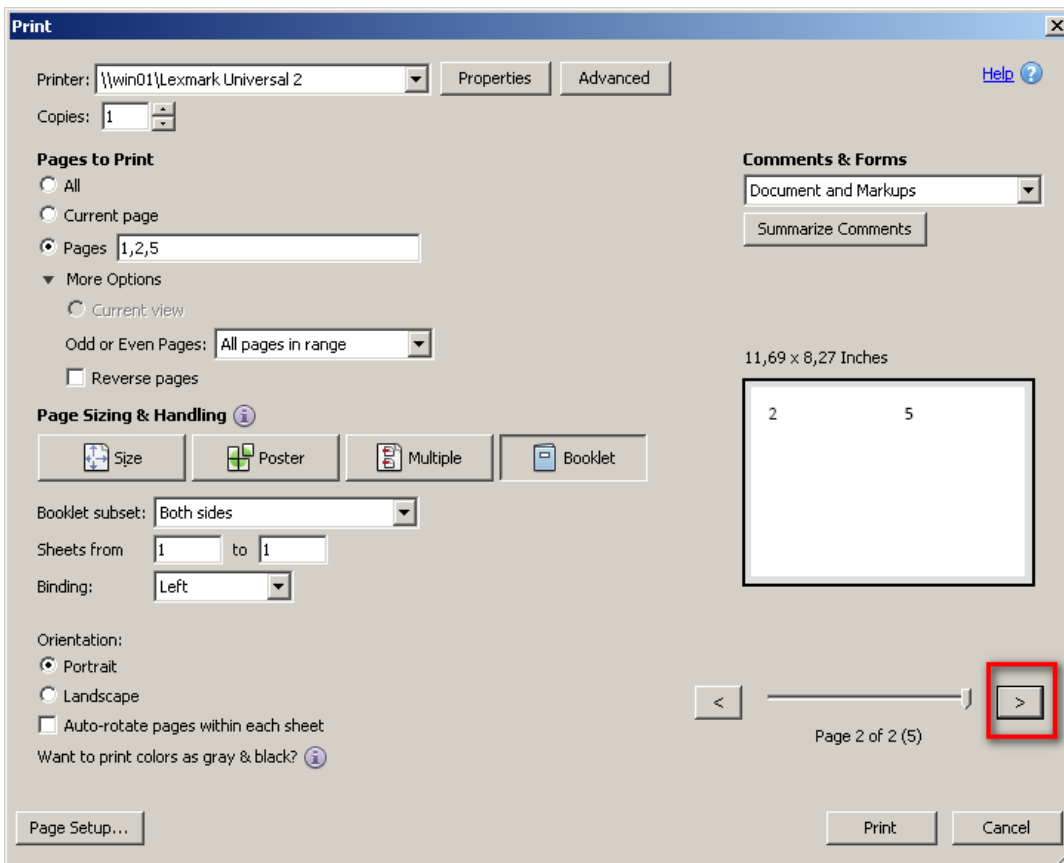 Print
Printer: \\win01\Lexmark Universal 2 Properties Advanced Help
Copies: 1
Pages to Print
All
Current page
Pages 1,2,5
More Options
Current view
Odd or Even Pages: All pages in range
Reverse pages
Comments & Forms
Document and Markups
Summarize Comments
Page Sizing & Handling
Size Poster Multiple Booklet
Booklet subset: Both sides
Sheets from 1 to 1
Binding: Left
Orientation:
Portrait
Landscape
Auto-rotate pages within each sheet
Want to print colors as gray & black?
11,69 x 8,27 Inches
2 5
< >
Page 2 of 2 (5)
Page Setup... Print Cancel